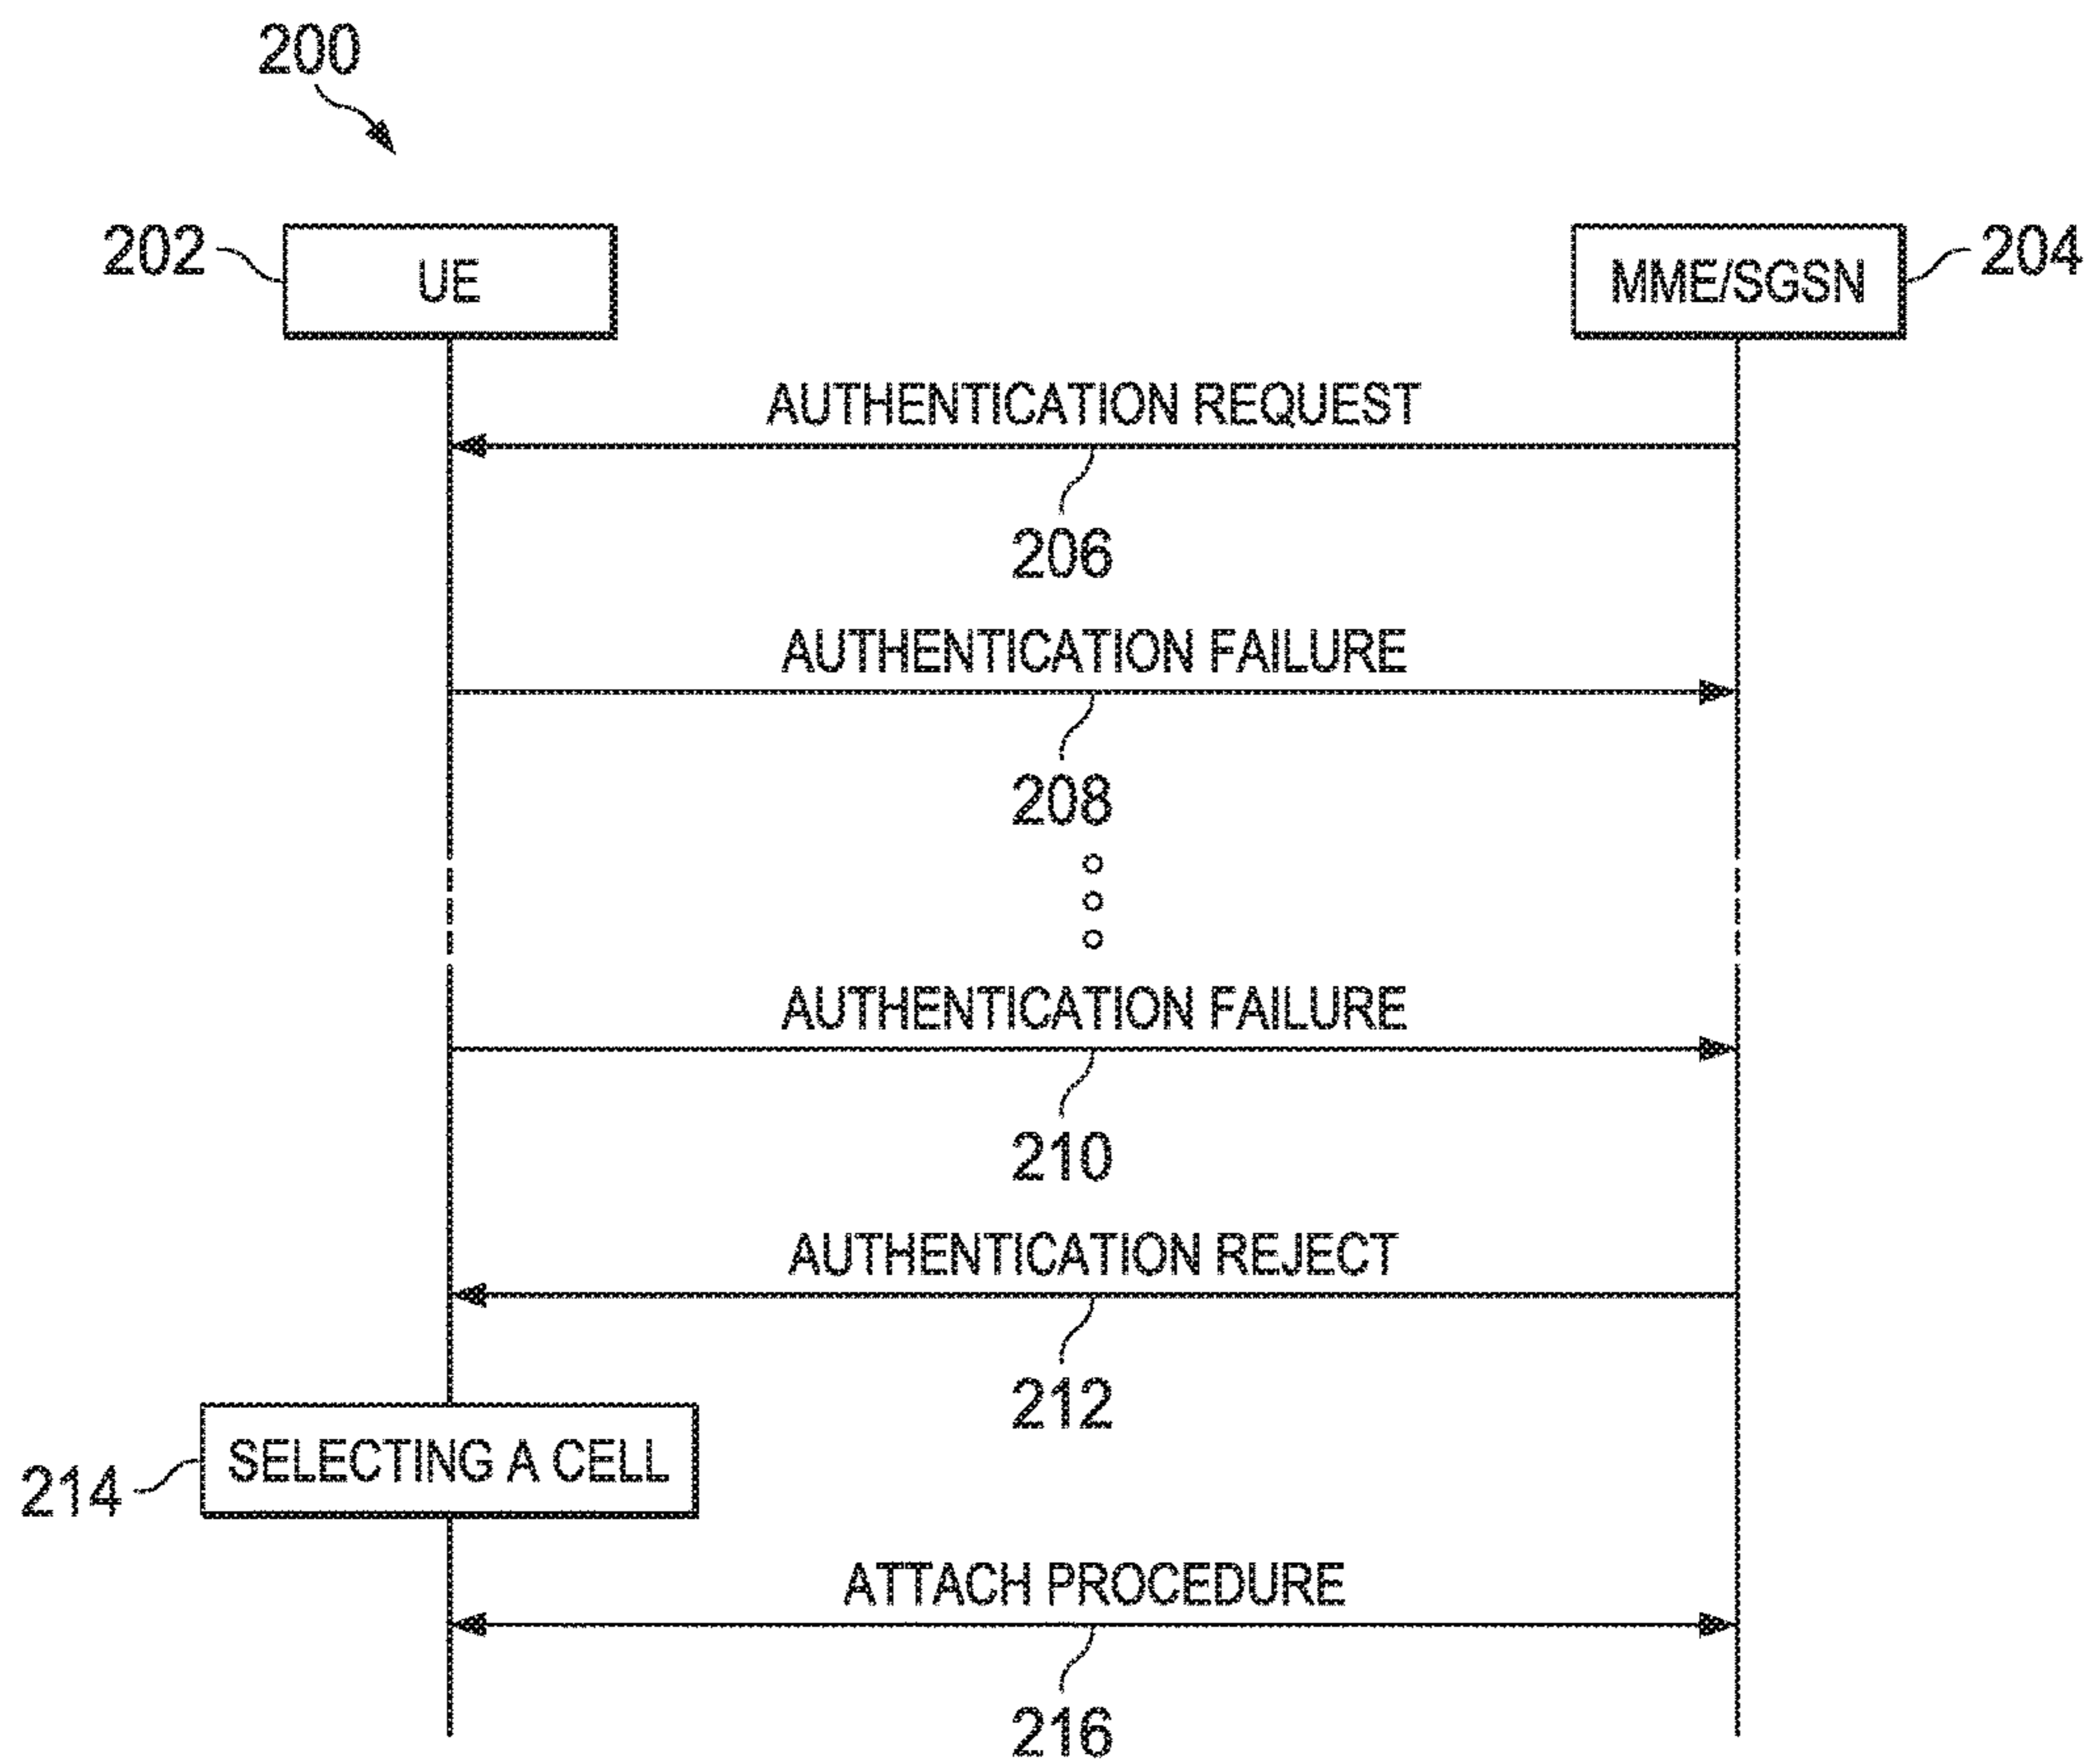 200
202
UE
MME/SGSN
204
AUTHENTICATION REQUEST
206
AUTHENTICATION FAILURE
208
AUTHENTICATION FAILURE
210
AUTHENTICATION REJECT
212
SELECTING A CELL
214
ATTACH PROCEDURE
216